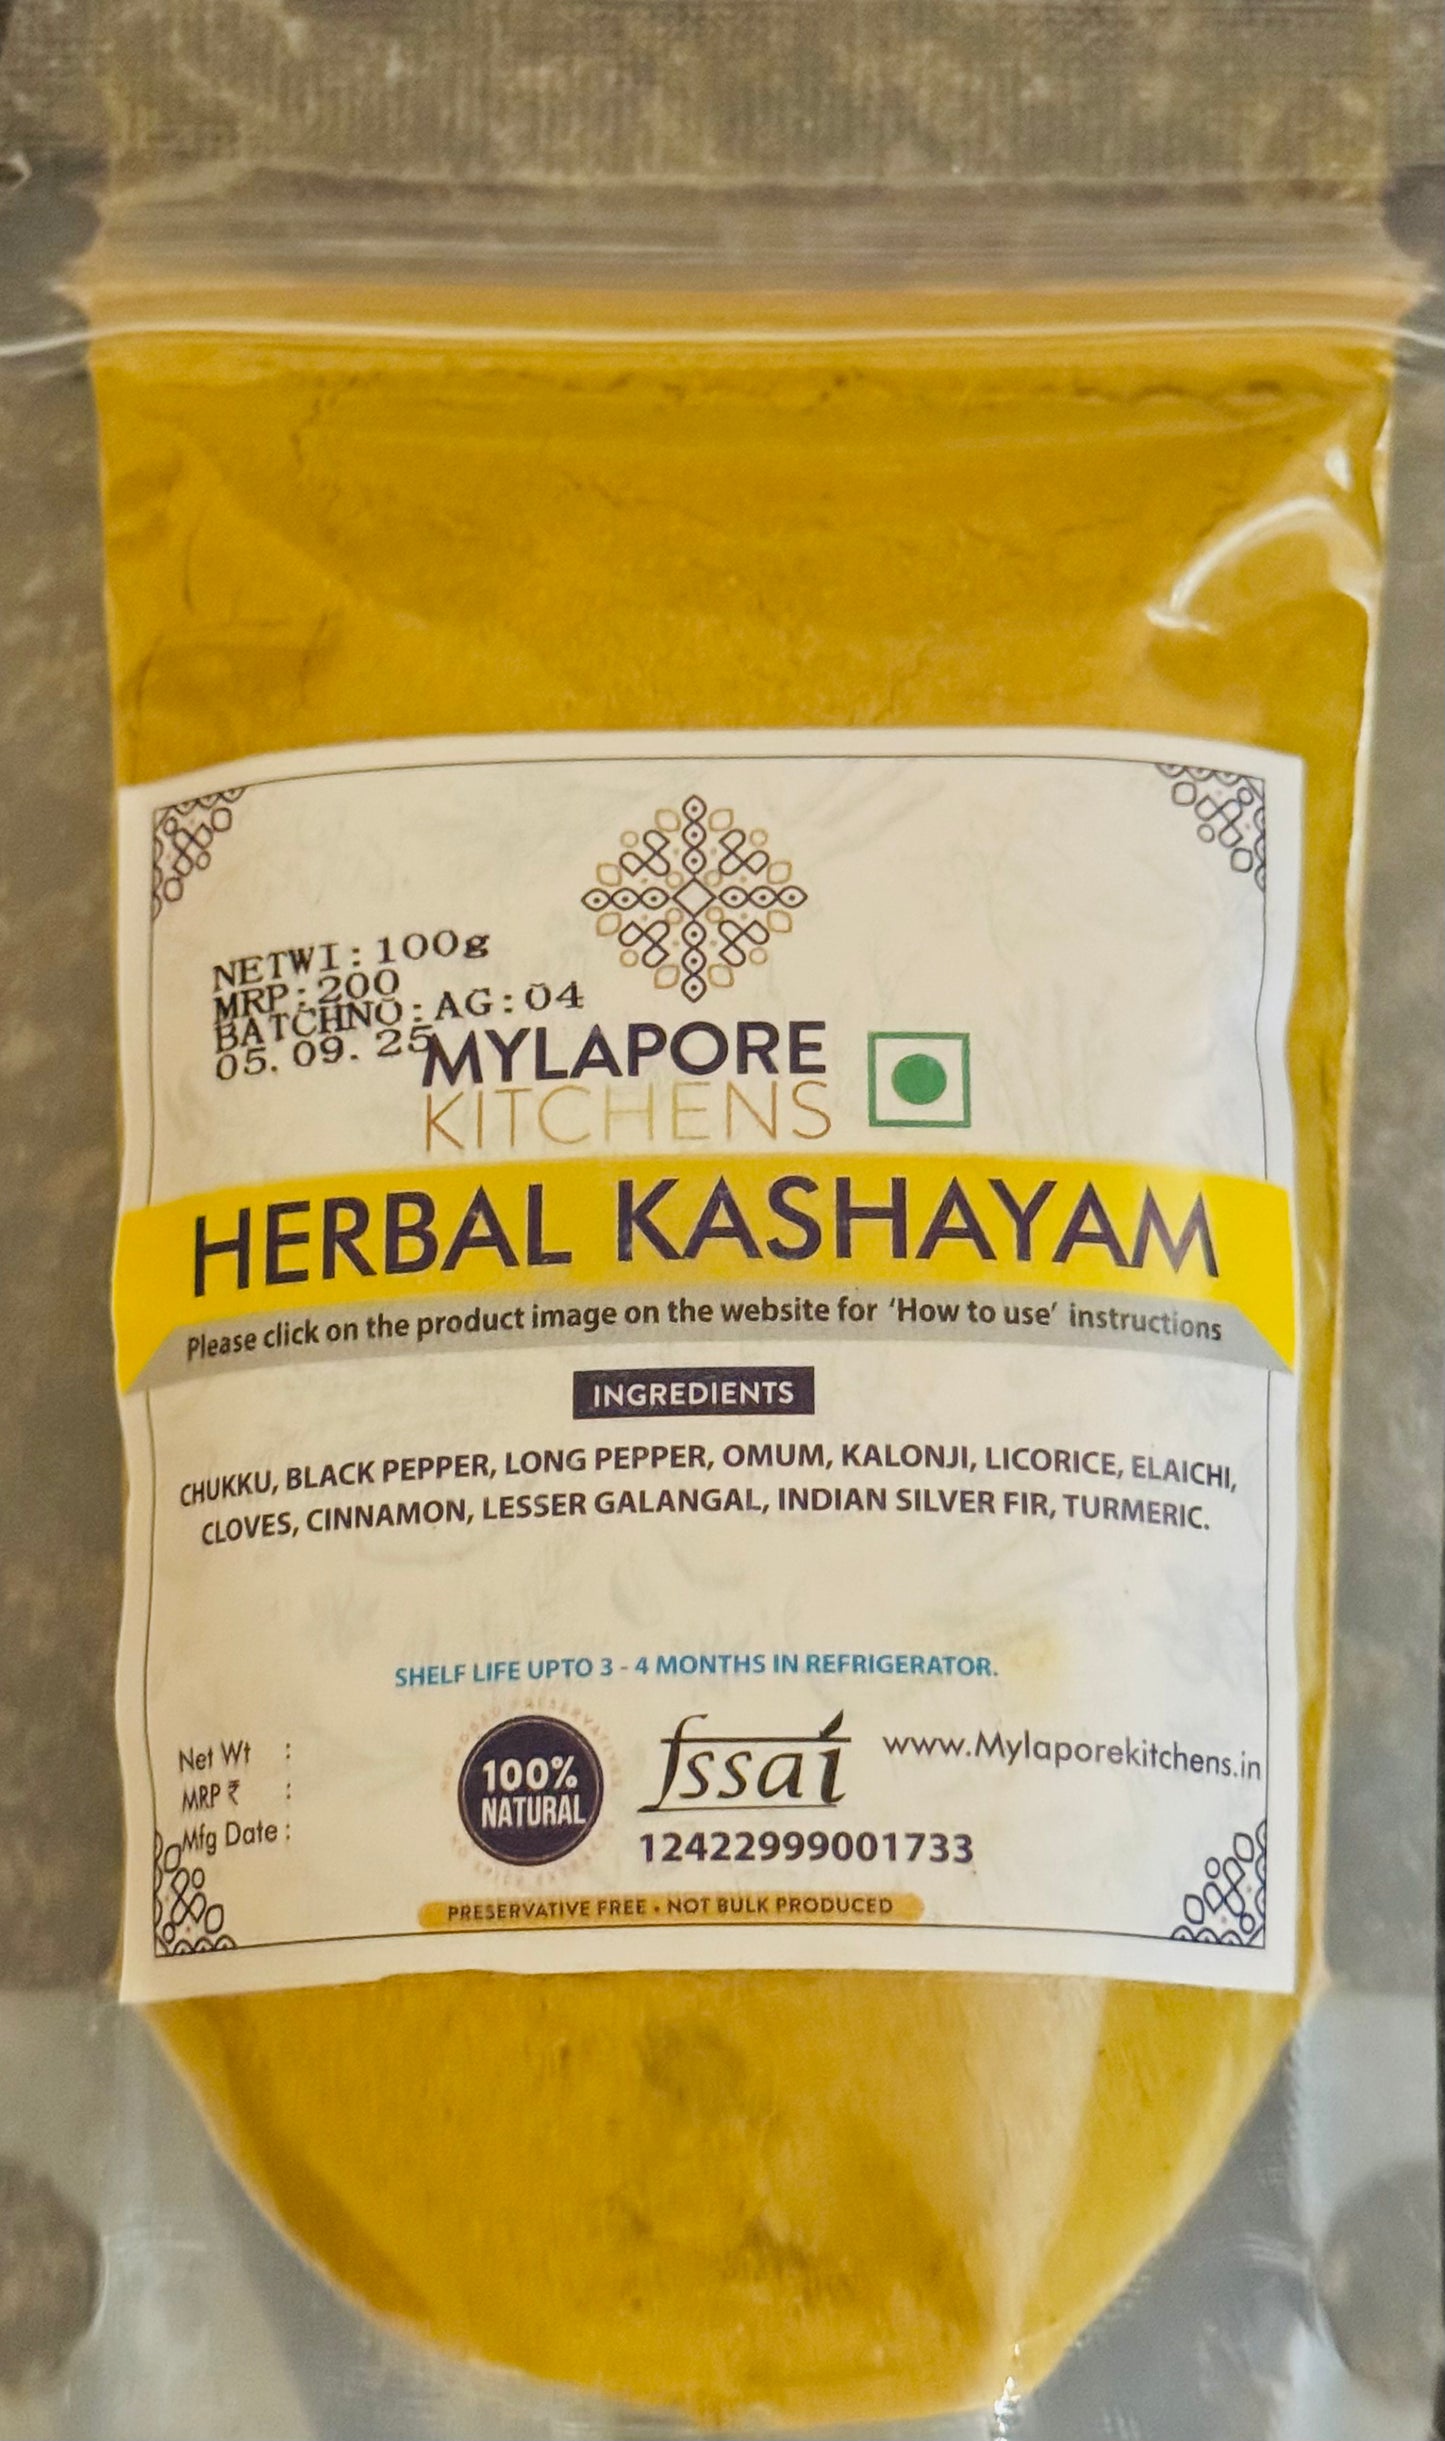 NETWI : 100g
MRP : 200
BATCHNO : AG : 04
05. 09. 25
MYLAPORE
KITCHENS
HERBAL KASHAYAM
Please click on the product image on the website for ‘How to use’ instructions
INGREDIENTS
CHUKKU, BLACK PEPPER, LONG PEPPER, OMUM, KALONJI, LICORICE, ELAICHI,
CLOVES, CINNAMON, LESSER GALANGAL, INDIAN SILVER FIR, TURMERIC.
SHELF LIFE UPTO 3 - 4 MONTHS IN REFRIGERATOR.
Net Wt :
MRP ₹ :
Mfg Date :
100%
NATURAL
fssai
12422999001733
www.Mylaporekitchens.in
PRESERVATIVE FREE • NOT BULK PRODUCED